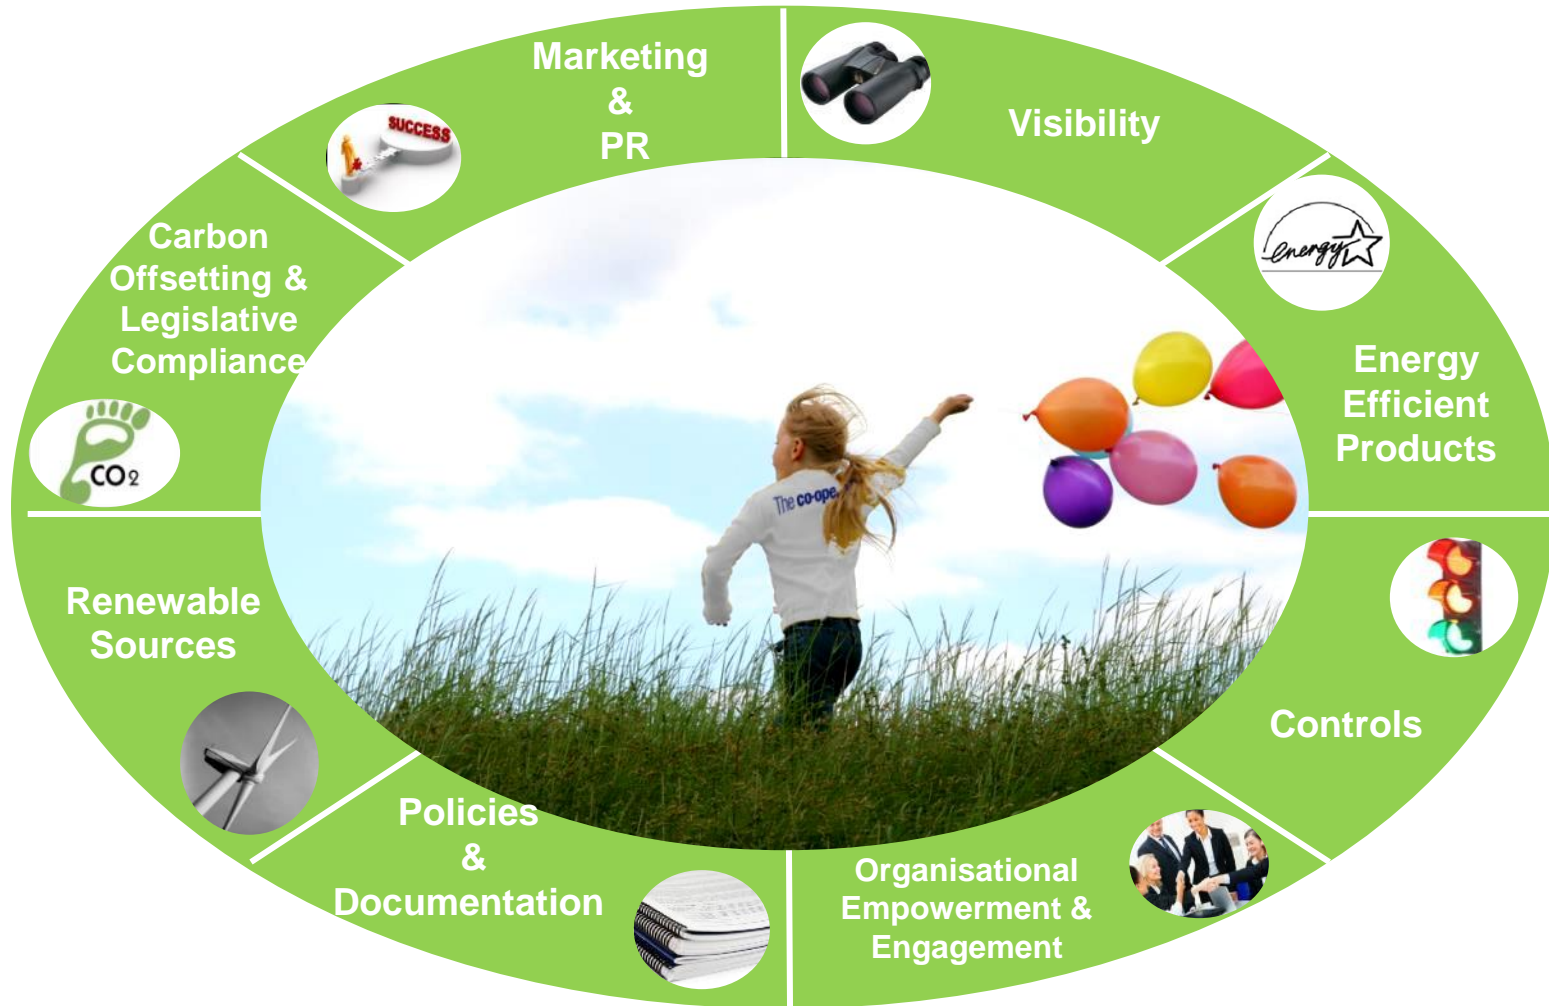 Marketing
&
PR
SUCCESS
Visibility
energy
Energy
Efficient
Products
Controls
Organisational
Empowerment &
Engagement
Policies
&
Documentation
Renewable
Sources
Carbon
Offsetting &
Legislative
Compliance
CO2
The co-ope